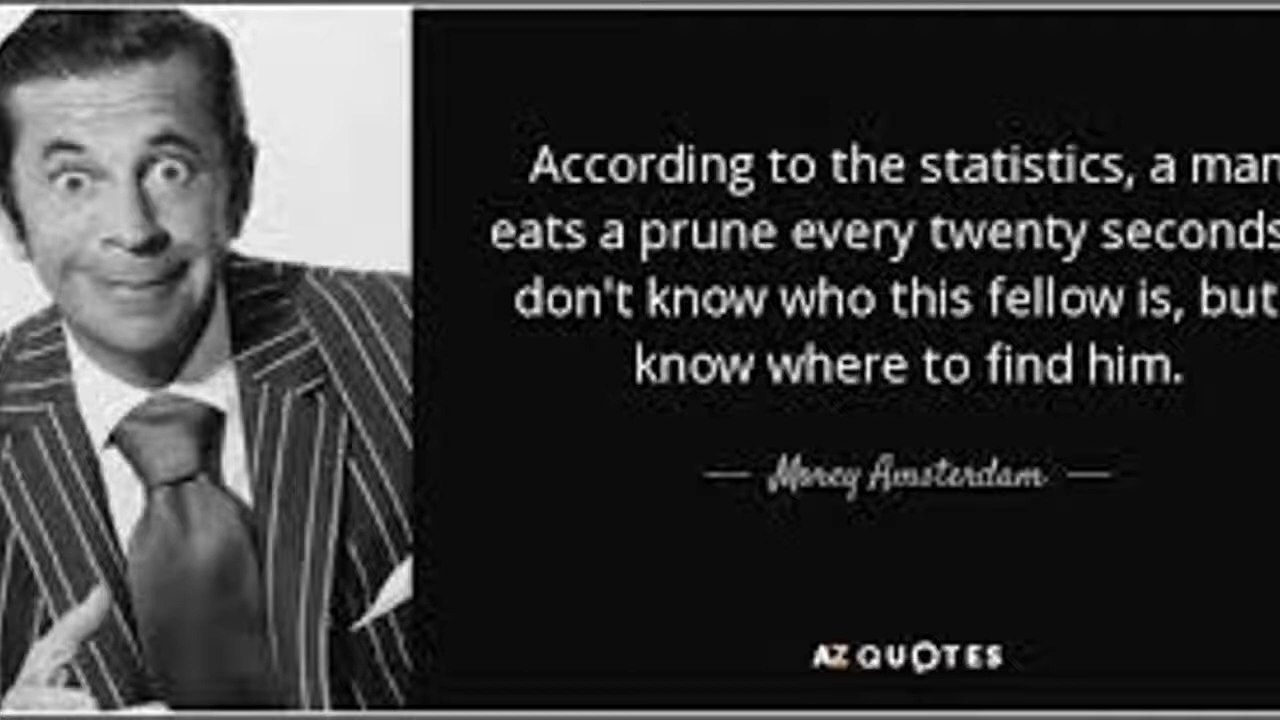 According to the statistics, a man
eats a prune every twenty seconds
don't know who this fellow is, but
know where to find him.
Morey Amsterdam
AZ QUOTES